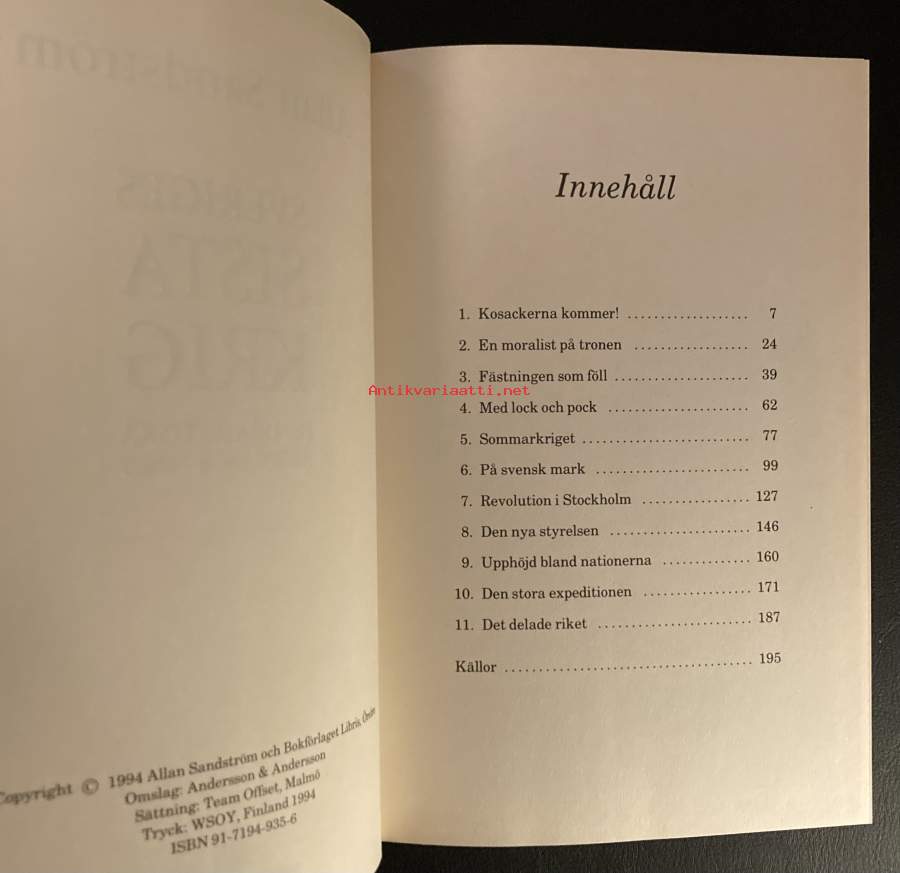 Copyright © 1994 Allan Sandström och Bokförlaget Libris,
Omslag: Andersson & Andersson
Sättning: Team Offset, Malmö
Tryck: WSOY, Finland 1994
ISBN 91-7194-935-6
Innehåll
1. Kosackerna kommer! .................. 7
2. En moralist på tronen ................. 24
3. Fästningen som föll .................... 39
Antikvariaatti.net
4. Med lock och pock ..................... 62
5. Sommarkriget ......................... 77
6. På svensk mark ....................... 99
7. Revolution i Stockholm ................ 127
8. Den nya styrelsen ..................... 146
9. Upphöjd bland nationerna ............. 160
10. Den stora expeditionen ................ 171
11. Det delade riket ....................... 187
Källor ..................................... 195